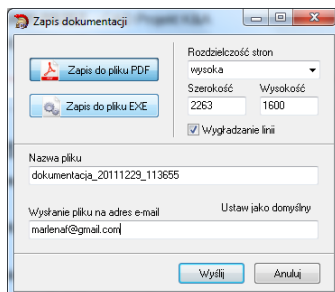 Zapis dokumentacji
Zapis do pliku PDF
Zapis do pliku EXE
Rozdzielczość stron
wysoka
Szerokość Wysokość
2263 1600
Wygładzanie linii
Nazwa pliku
dokumentacja_20111229_113655
Wysłanie pliku na adres e-mail Ustaw jako domyślny
marlenaf@gmail.com
Wyślij Anuluj